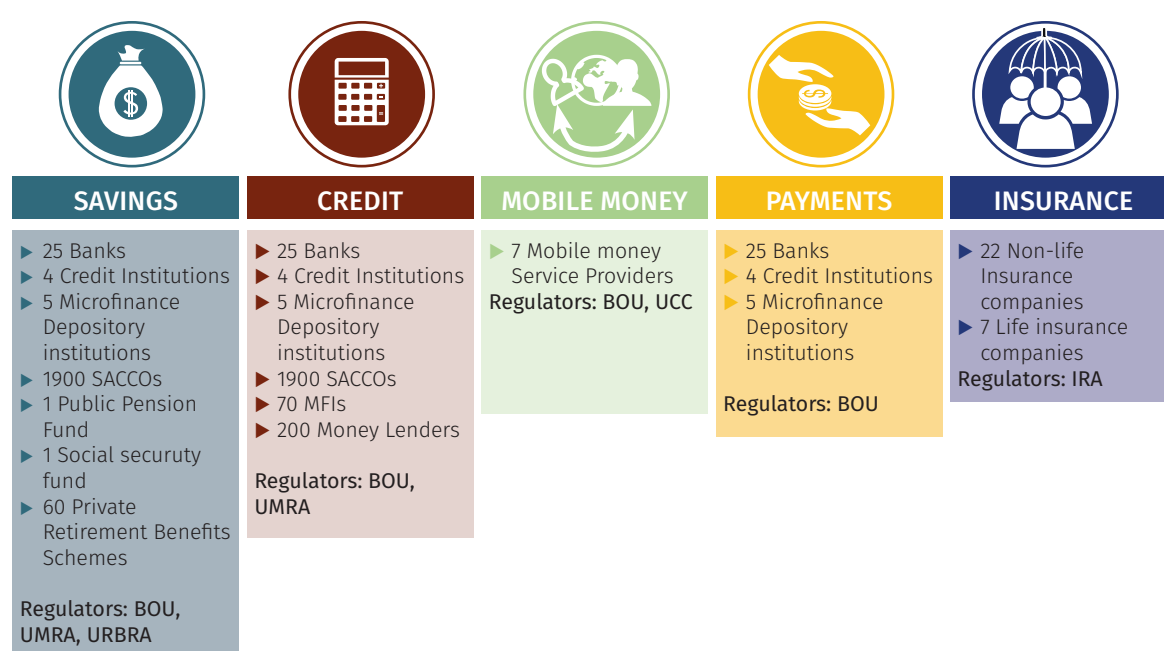 $
$
SAVINGS
25 Banks
4 Credit Institutions
5 Microfinance
Depository
institutions
1900 SACCOs
1 Public Pension
Fund
1 Social securuty
fund
60 Private
Retirement Benefits
Schemes
Regulators: BOU,
UMRA, URBRA
CREDIT
25 Banks
4 Credit Institutions
5 Microfinance
Depository
institutions
1900 SACCOs
70 MFIs
200 Money Lenders
Regulators: BOU,
UMRA
MOBILE MONEY
7 Mobile money
Service Providers
Regulators: BOU, UCC
PAYMENTS
25 Banks
4 Credit Institutions
5 Microfinance
Depository
institutions
Regulators: BOU
INSURANCE
22 Non-life
Insurance
companies
7 Life insurance
companies
Regulators: IRA